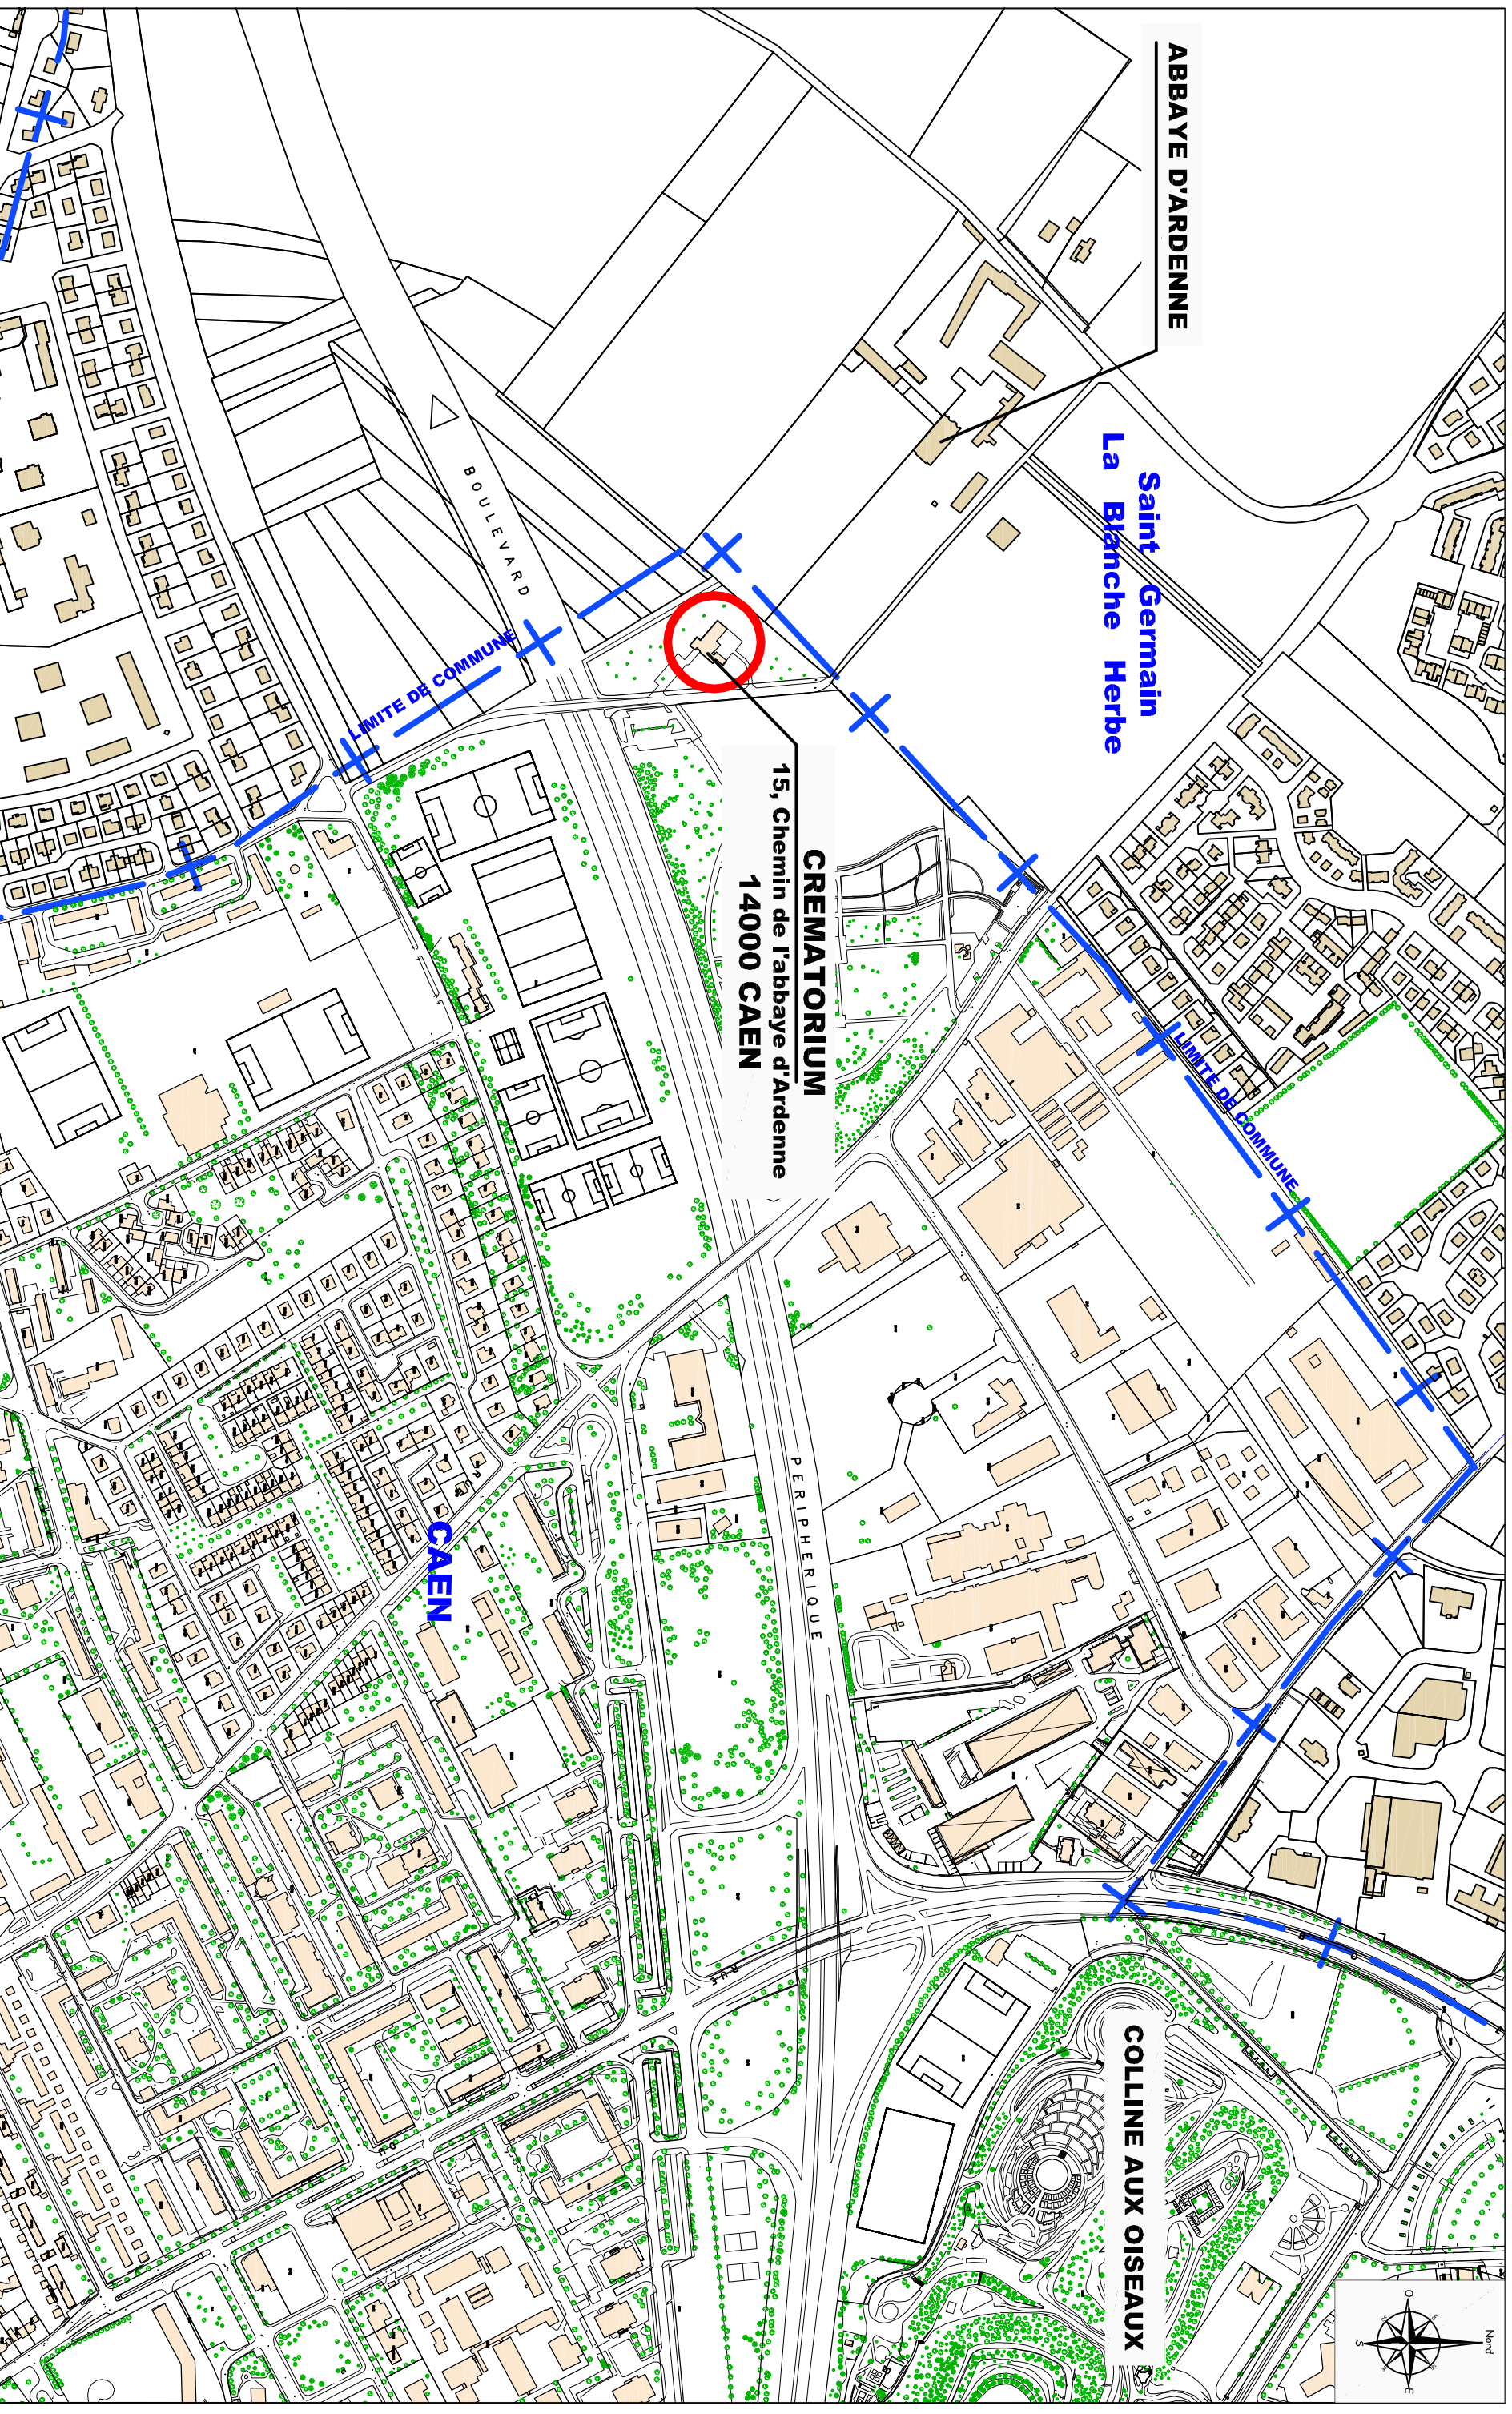 ABBAYE D'ARDENNE
Saint Germain
La Blanche Herbe
BOULEVARD
LIMITE DE COMMUNE
CREMATORIUM
15, Chemin de l'abbaye d'Ardenne
14000 CAEN
LIMITE DE COMMUNE
CAEN
PERIPHERIQUE
RUE
COLLINE AUX OISEAUX
Nord
O
E
S